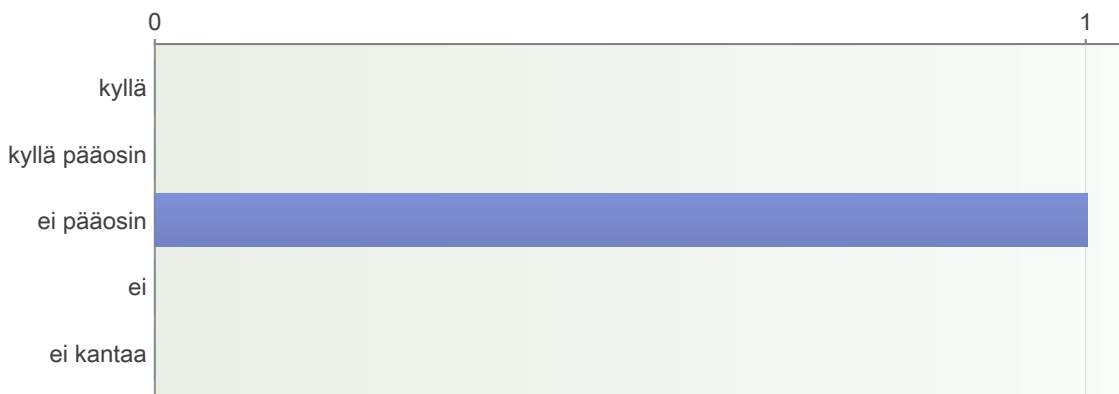 0 1
kyllä
kyllä pääosin
ei pääosin
ei
ei kantaa